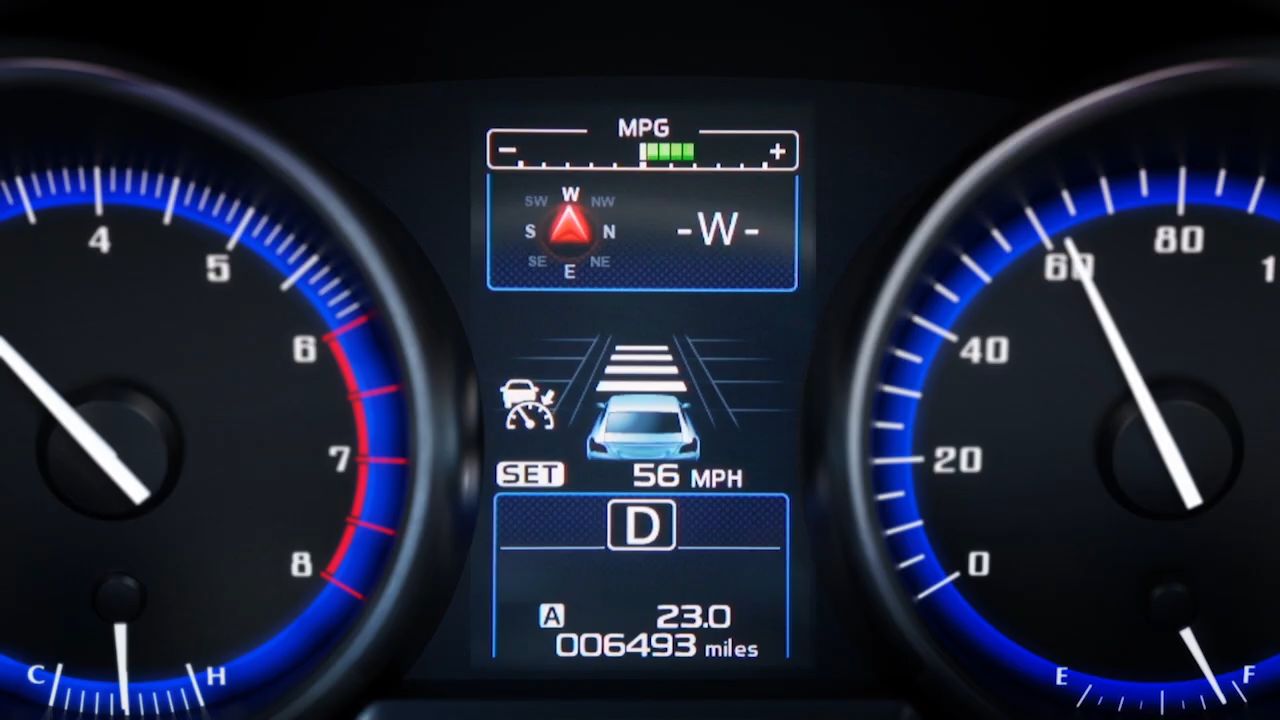 MPG
- +
W
SW NW
S N
SE NE
E
-W-
4
5
6
7
8
C H
SET
56 MPH
D
A 23.0
006493 miles
80
60
40
20
0
1
E F